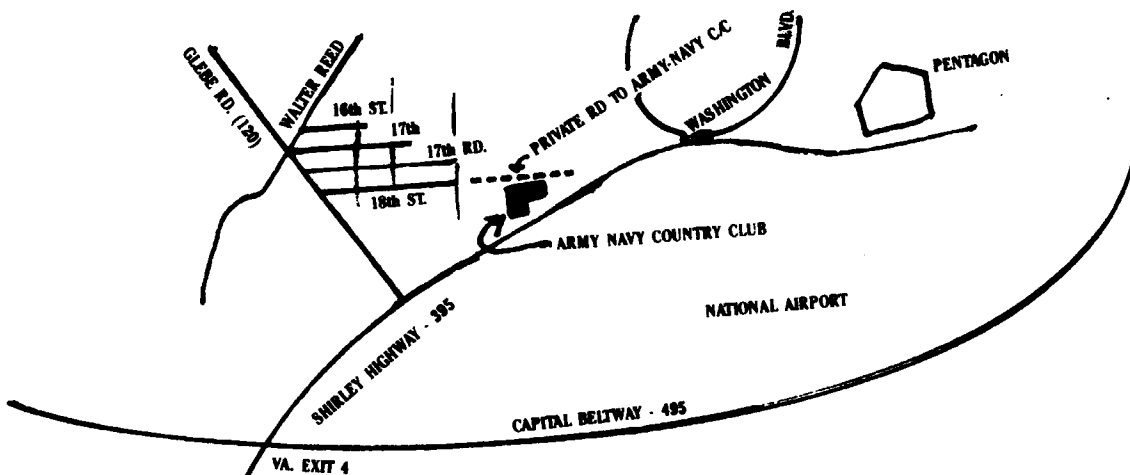 GLEBE RD. (120)
WALTER REED
16th ST.
17th
17th RD.
18th ST.
PRIVATE RD TO ARMY-NAVY C.C
WASHINGTON
BLVD.
PENTAGON
ARMY NAVY COUNTRY CLUB
NATIONAL AIRPORT
SHIRLEY HIGHWAY - 395
CAPITAL BELTWAY - 495
VA. EXIT 4